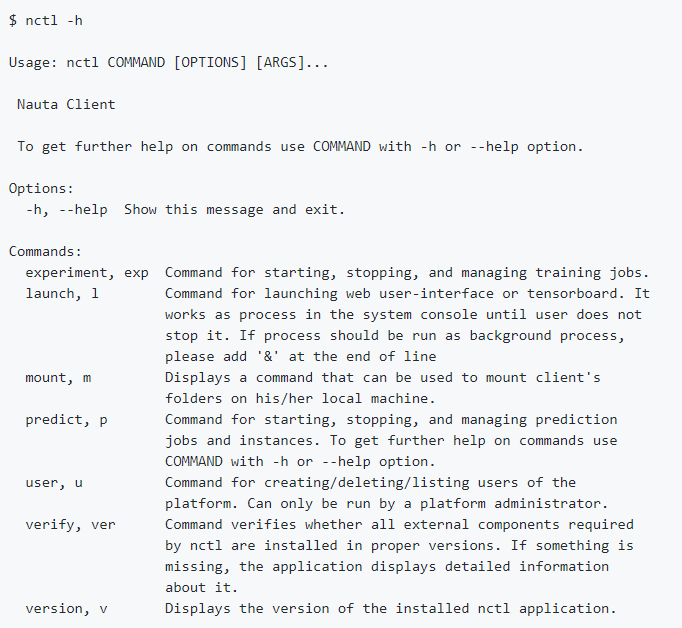 $ nctl -h
Usage: nctl COMMAND [OPTIONS] [ARGS]...
Nauta Client
To get further help on commands use COMMAND with -h or --help option.
Options:
-h, --help  Show this message and exit.
Commands:
experiment, exp  Command for starting, stopping, and managing training jobs.
launch, l        Command for launching web user-interface or tensorboard. It
works as process in the system console until user does not
stop it. If process should be run as background process,
please add '&' at the end of line
mount, m         Displays a command that can be used to mount client's
folders on his/her local machine.
predict, p       Command for starting, stopping, and managing prediction
jobs and instances. To get further help on commands use
COMMAND with -h or --help option.
user, u          Command for creating/deleting/listing users of the
platform. Can only be run by a platform administrator.
verify, ver      Command verifies whether all external components required
by nctl are installed in proper versions. If something is
missing, the application displays detailed information
about it.
version, v       Displays the version of the installed nctl application.